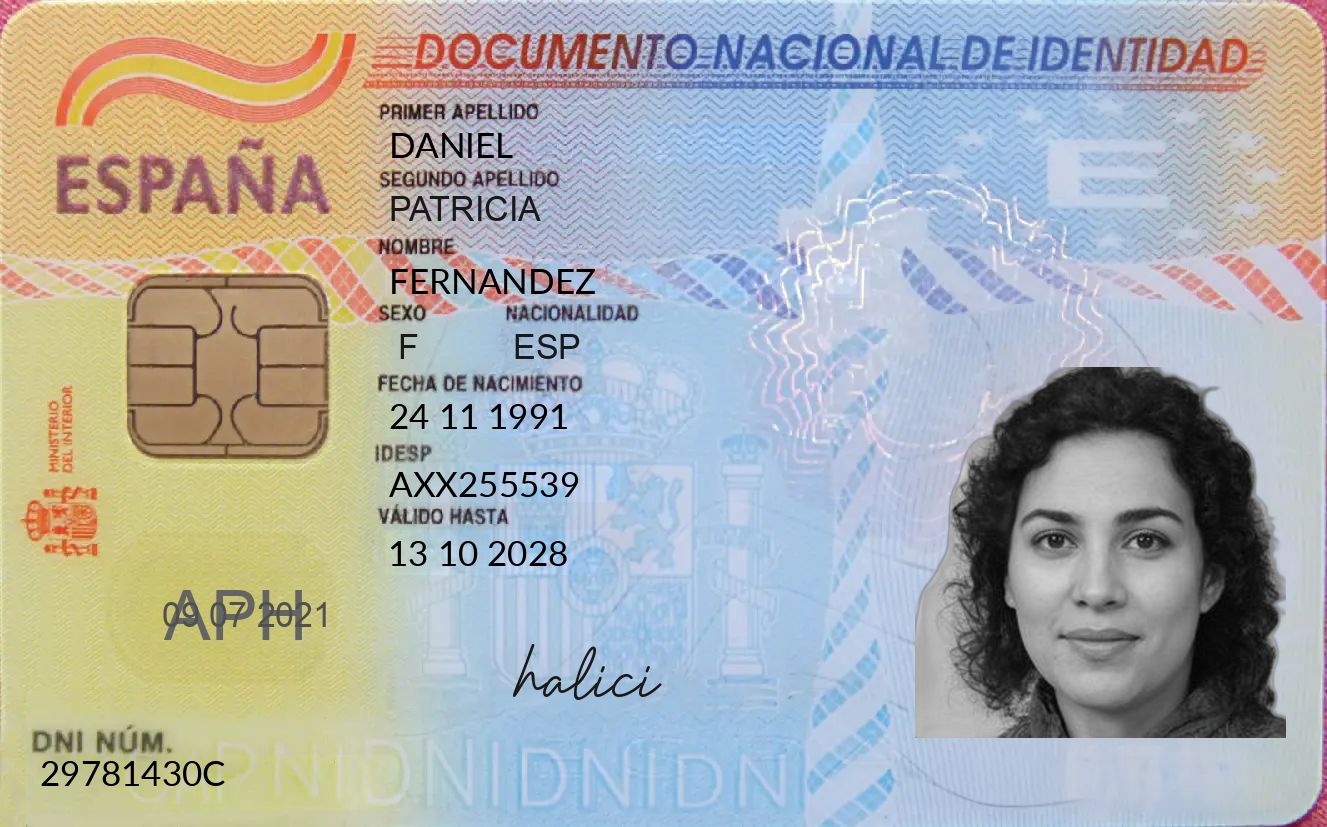 DOCUMENTO NACIONAL DE IDENTIDAD
ESPAÑA
PRIMER APELLIDO
DANIEL
SEGUNDO APELLIDO
PATRICIA
NOMBRE
FERNANDEZ
SEXO NACIONALIDAD
F ESP
FECHA DE NACIMIENTO
24 11 1991
IDESP
AXX255539
VÁLIDO HASTA
13 10 2028
MINISTERIO
DEL INTERIOR
E
APH
09 07 2021
halici
DNI NÚM.
29781430C
DNIDNIDNIDNI